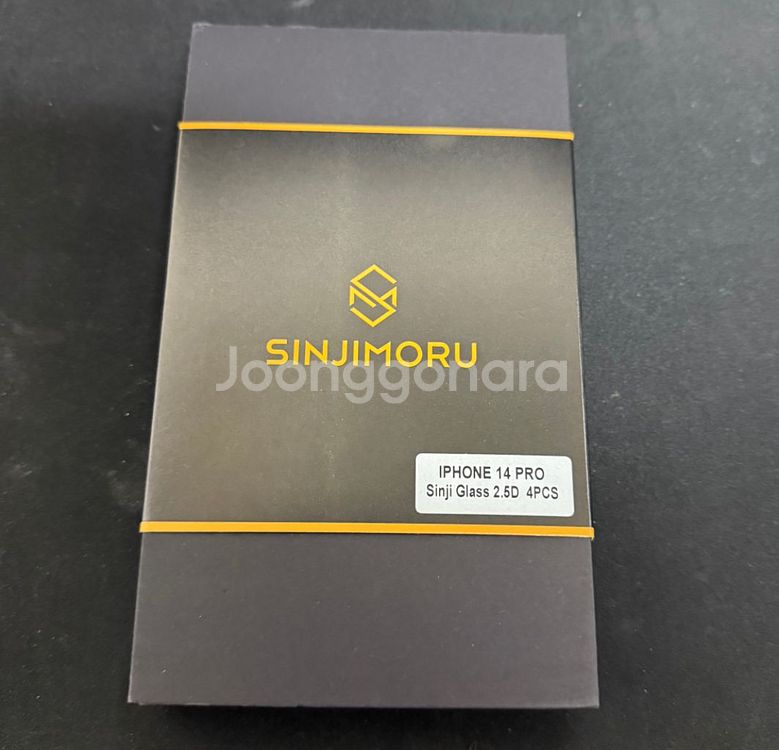 SINJIMORU
Joonggonara
IPHONE 14 PRO
Sinji Glass 2.5D 4PCS